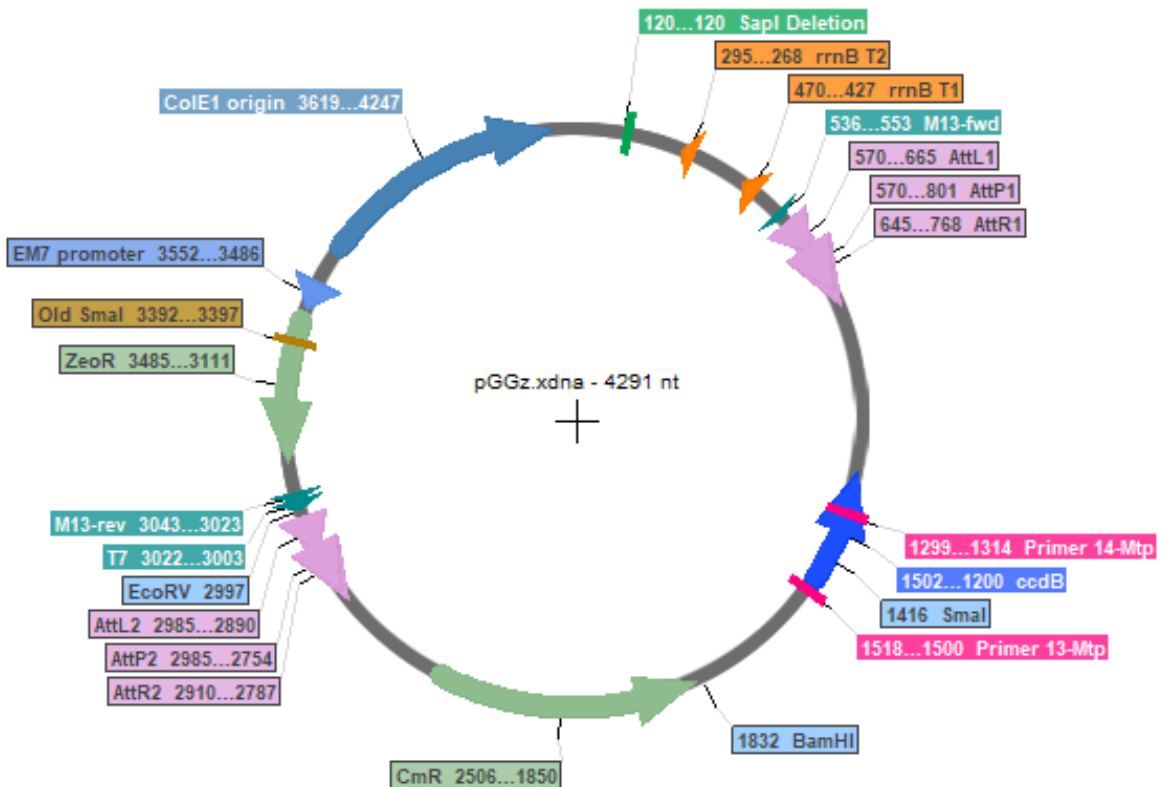 120...120 SapI Deletion
295...268 rrnB T2
470...427 rrnB T1
536...553 M13-fwd
570...665 AttL1
570...801 AttP1
645...768 AttR1
ColE1 origin 3619...4247
EM7 promoter 3552...3486
Old SmaI 3392...3397
ZeoR 3485...3111
pGGz.xdna - 4291 nt
M13-rev 3043...3023
T7 3022...3003
EcoRV 2997
AttL2 2985...2890
AttP2 2985...2754
AttR2 2910...2787
1299...1314 Primer 14-Mtp
1502...1200 ccdB
1416 SmaI
1518...1500 Primer 13-Mtp
1832 BamHI
CmR 2506...1850